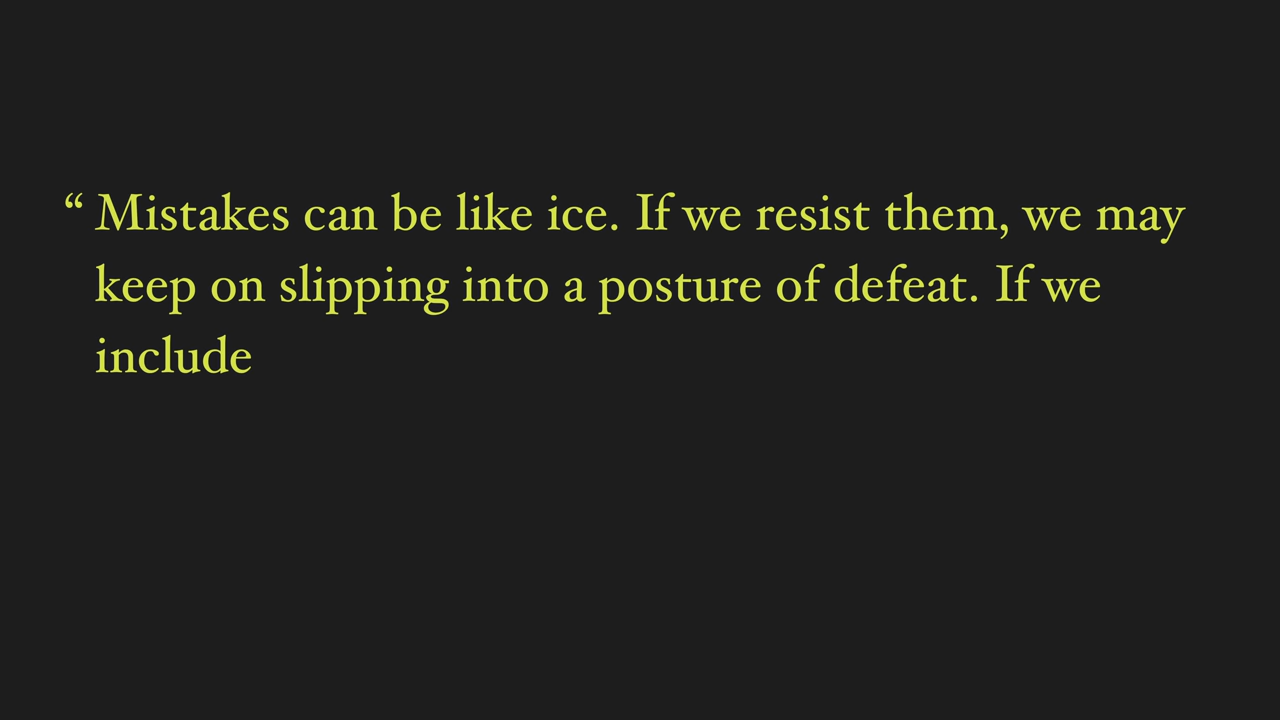 “ Mistakes can be like ice. If we resist them, we may
keep on slipping into a posture of defeat. If we
include